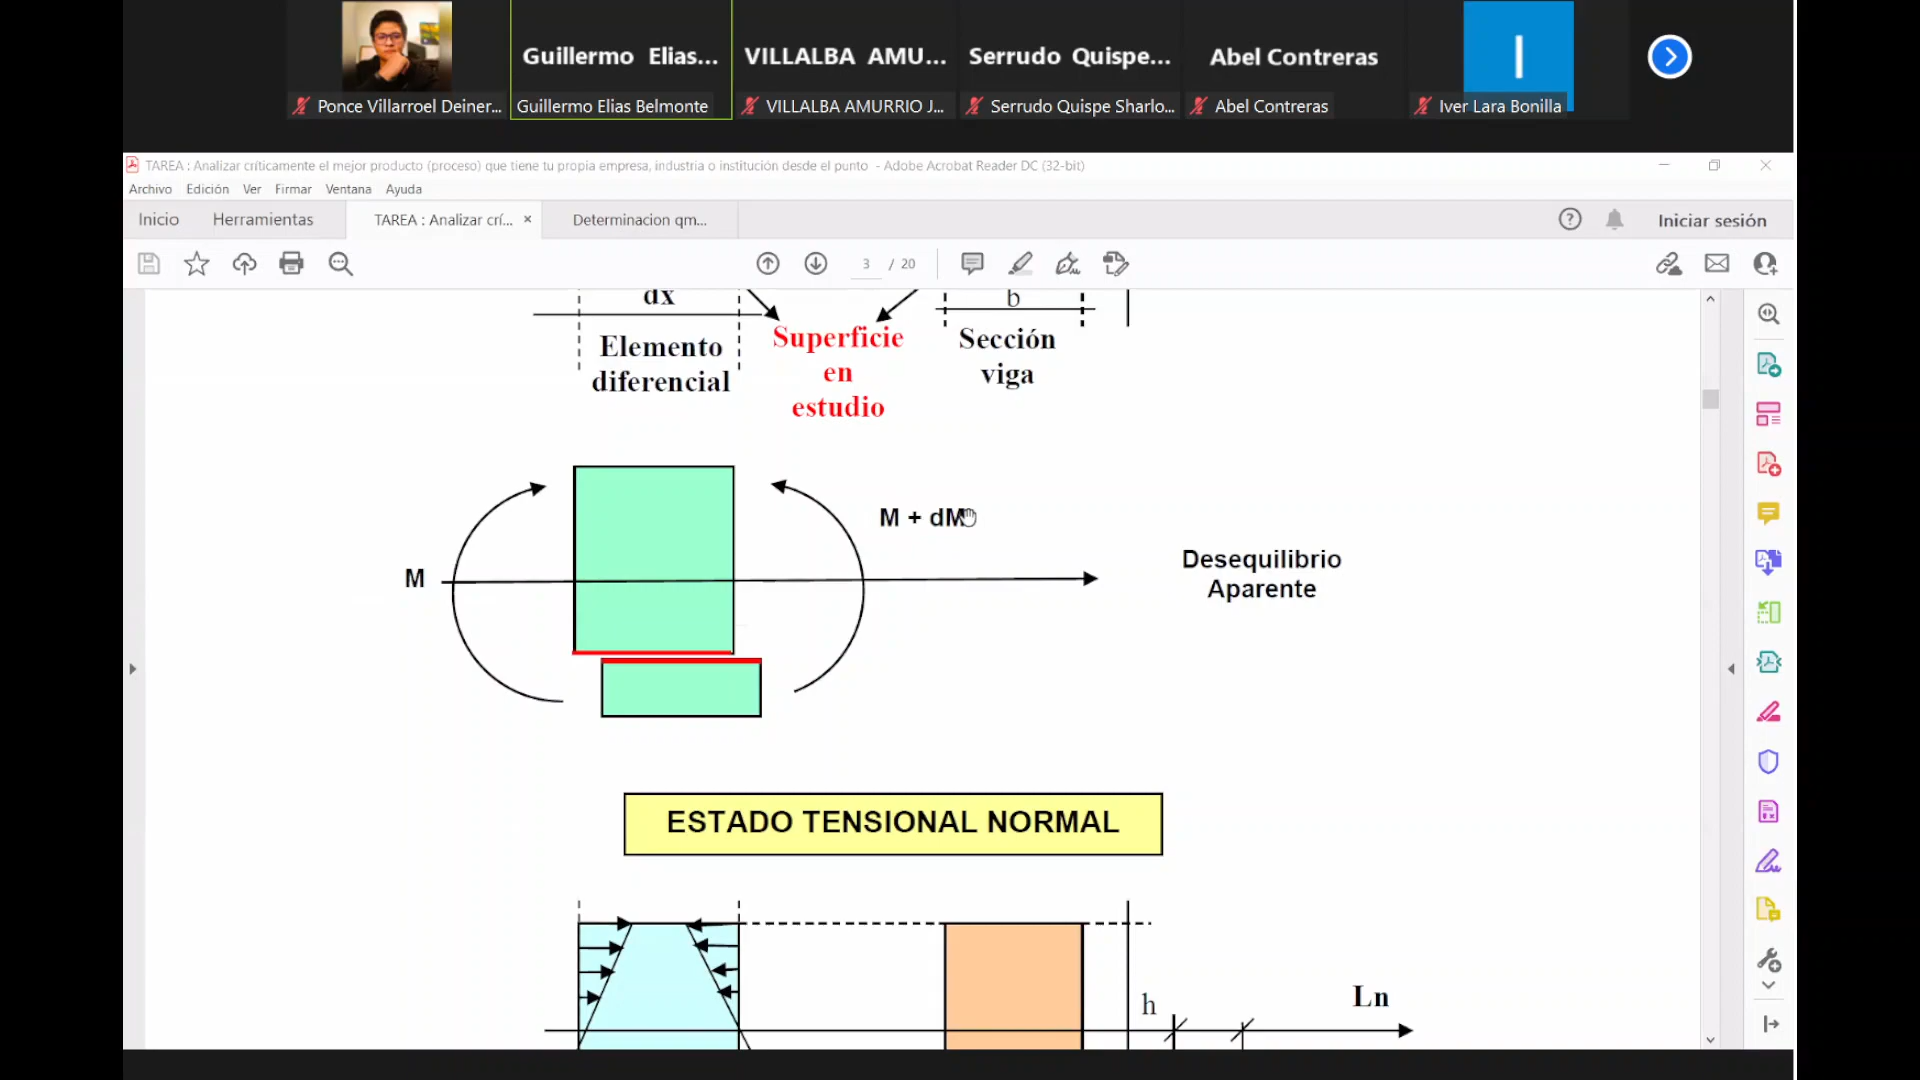 Guillermo Elias...
VILLALBA AMU...
Serrudo Quispe...
Abel Contreras
I
Ponce Villarroel Deiner...
Guillermo Elias Belmonte
VILLALBA AMURRIO J...
Serrudo Quispe Sharlo...
Abel Contreras
Iver Lara Bonilla
TAREA : Analizar críticamente el mejor producto (proceso) que tiene tu propia empresa, industria o institución desde el punto - Adobe Acrobat Reader DC (32-bit)
Archivo Edición Ver Firmar Ventana Ayuda
Inicio Herramientas TAREA : Analizar crí... × Determinacion qm... Iniciar sesión
3 / 20
dx
b
Elemento
diferencial
Superficie
en
estudio
Sección
viga
M + dM
M
Desequilibrio
Aparente
ESTADO TENSIONAL NORMAL
h
Ln